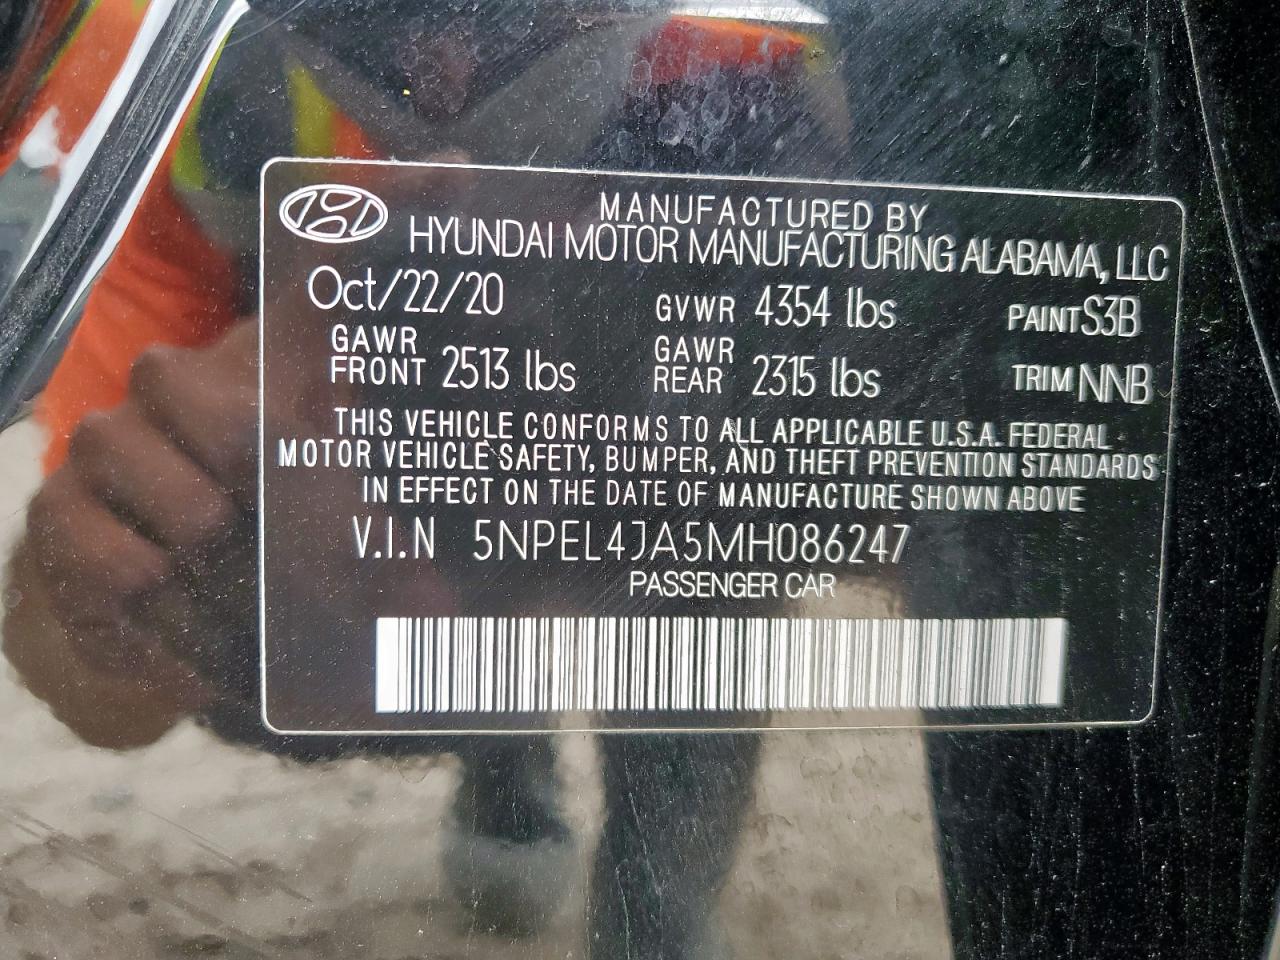 MANUFACTURED BY
HYUNDAI MOTOR MANUFACTURING ALABAMA, LLC
Oct/22/20 GVWR 4354 lbs PAINT S3B
GAWR FRONT 2513 lbs GAWR REAR 2315 lbs TRIM NNB
THIS VEHICLE CONFORMS TO ALL APPLICABLE U.S.A. FEDERAL
MOTOR VEHICLE SAFETY, BUMPER, AND THEFT PREVENTION STANDARDS
IN EFFECT ON THE DATE OF MANUFACTURE SHOWN ABOVE
V.I.N 5NPEL4JA5MH086247
PASSENGER CAR